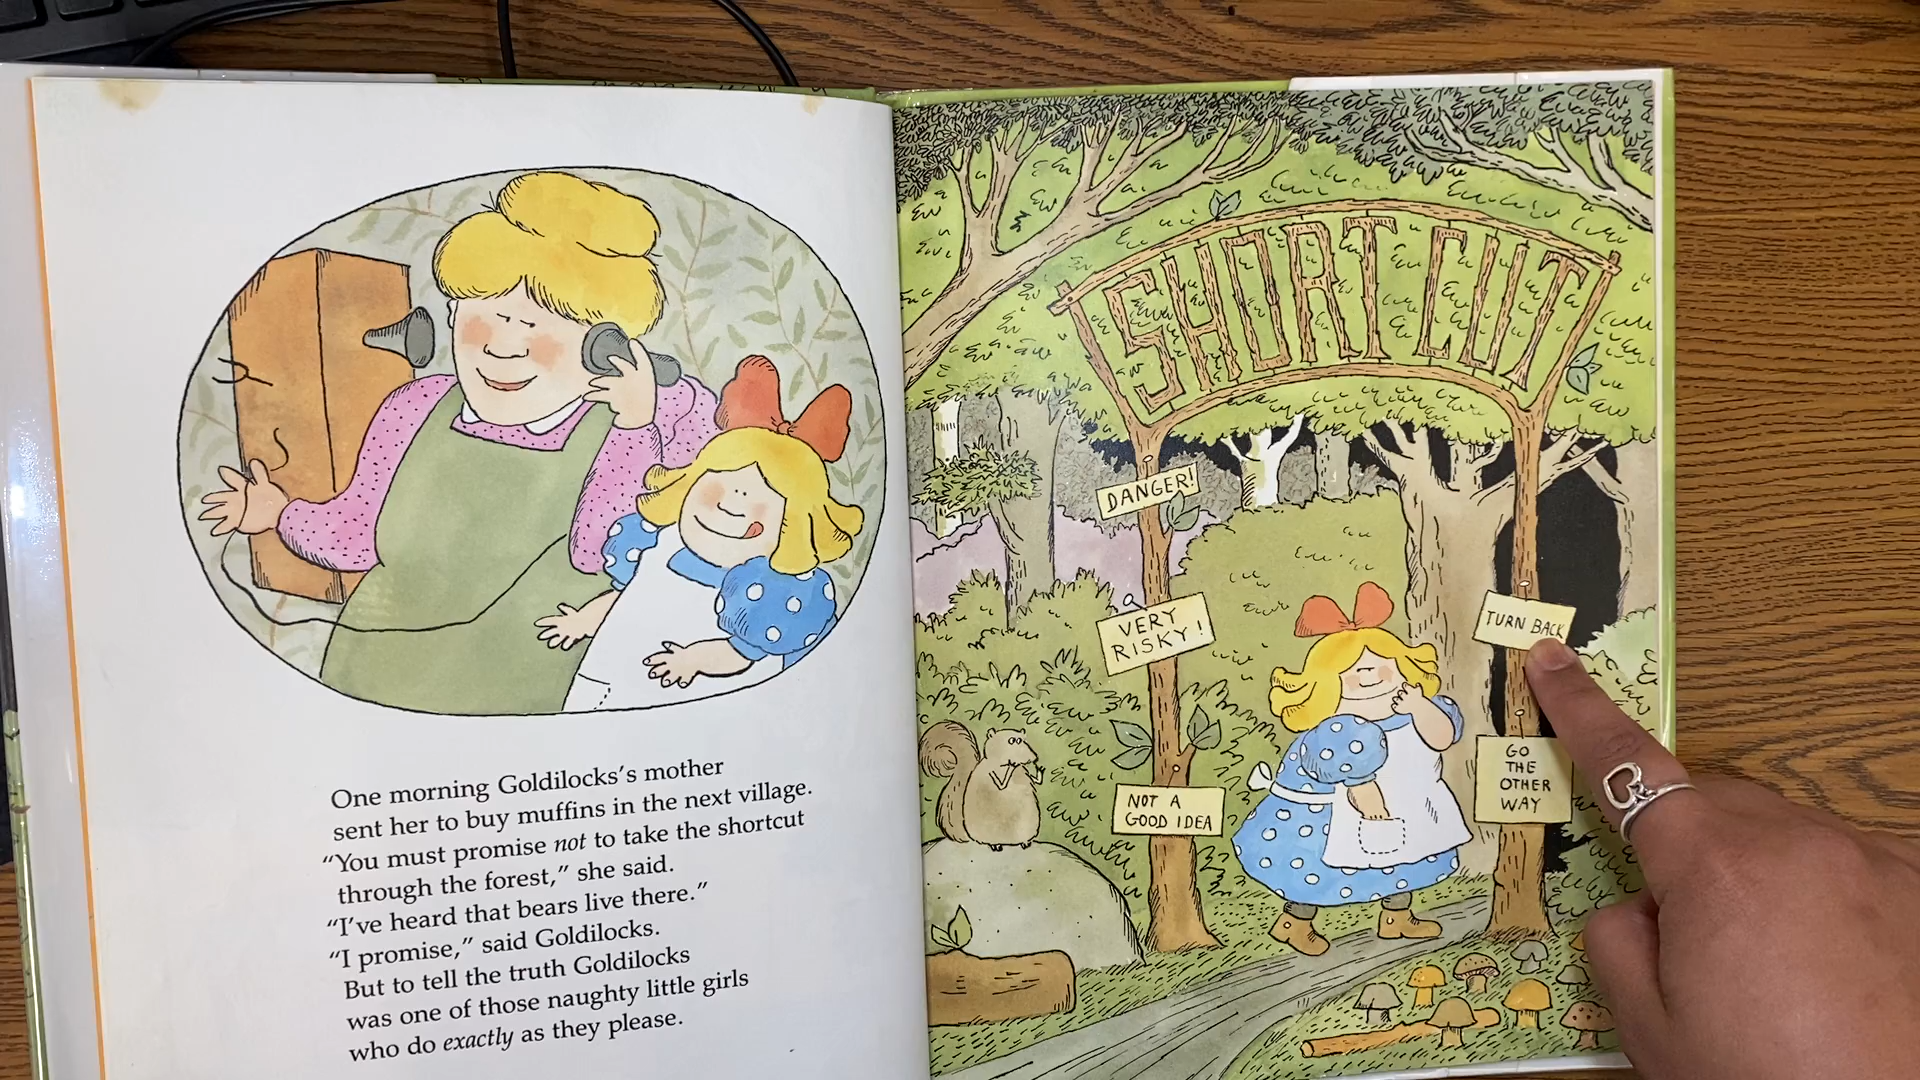 One morning Goldilocks's mother
sent her to buy muffins in the next village.
“You must promise not to take the shortcut
through the forest,” she said.
“I've heard that bears live there.”
“I promise,” said Goldilocks.
But to tell the truth Goldilocks
was one of those naughty little girls
who do exactly as they please.
SHORT CUT
DANGER!
VERY
RISKY!
NOT A
GOOD IDEA
TURN BACK
GO
THE
OTHER
WAY